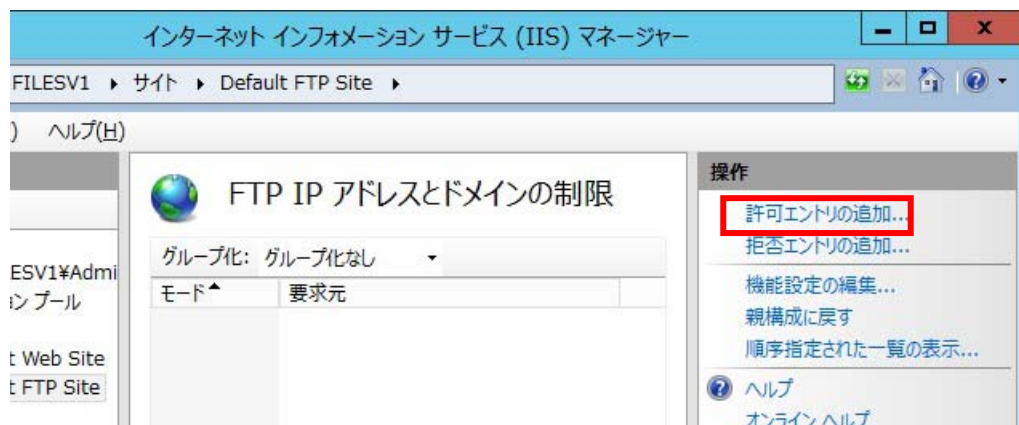 インターネット インフォメーション サービス (IIS) マネージャー
FILESV1 ▸ サイト ▸ Default FTP Site ▸
) ヘルプ(H)
FTP IP アドレスとドメインの制限
グループ化: グループ化なし
モード 要求元
ESV1¥Admi
ョン プール
t Web Site
t FTP Site
操作
許可エントリの追加...
拒否エントリの追加...
機能設定の編集...
親構成に戻す
順序指定された一覧の表示...
ヘルプ
オンライン ヘルプ